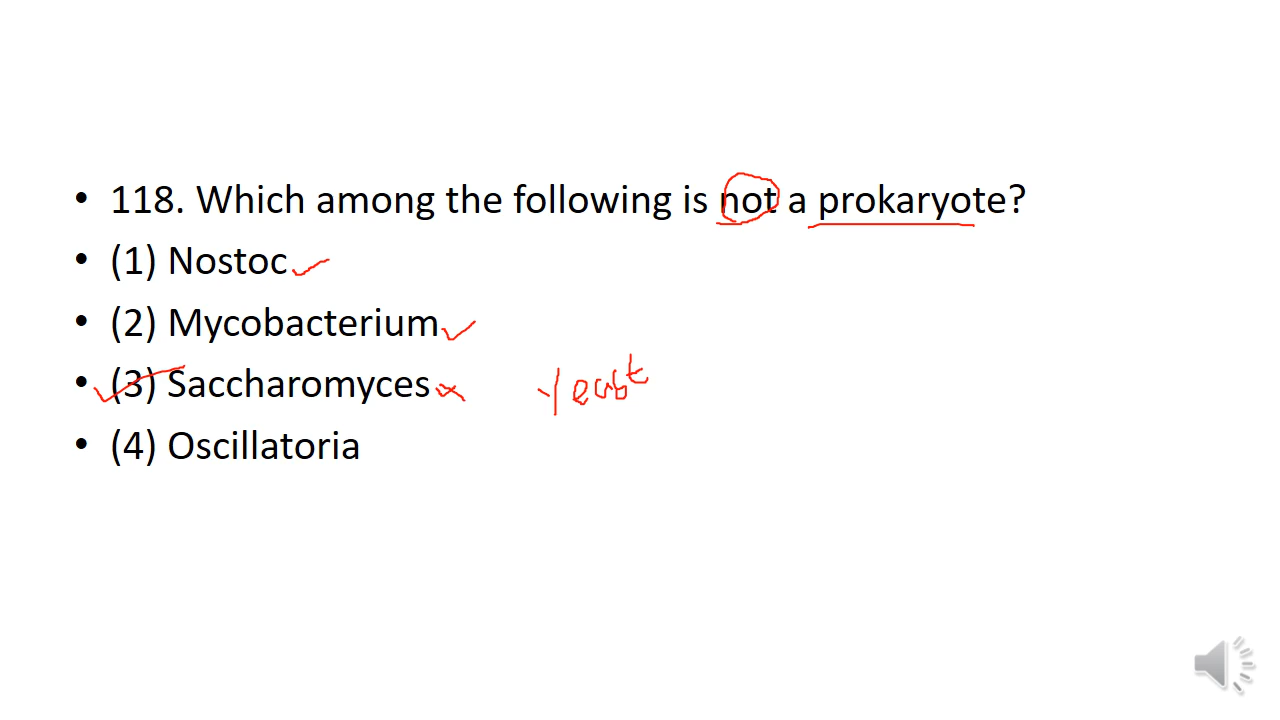 • 118. Which among the following is not a prokaryote?
• (1) Nostoc
• (2) Mycobacterium
• (3) Saccharomyces Yeast
• (4) Oscillatoria